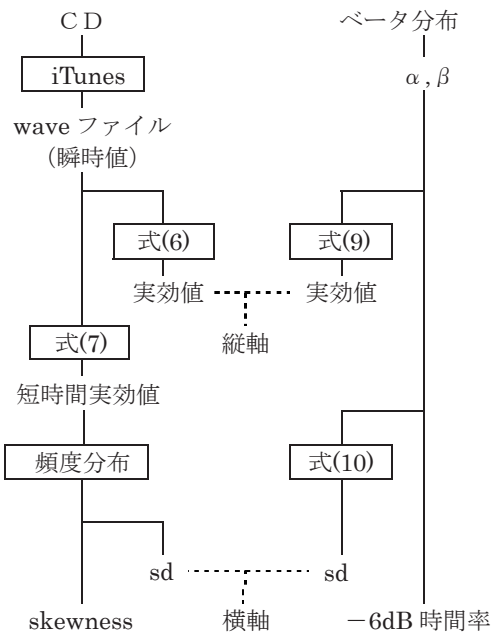 ＣＤ
ベータ分布
iTunes
α , β
wave ファイル
（瞬時値）
式(6)
式(9)
実効値
実効値
縦軸
式(7)
短時間実効値
頻度分布
式(10)
sd
sd
skewness
横軸
−6dB 時間率